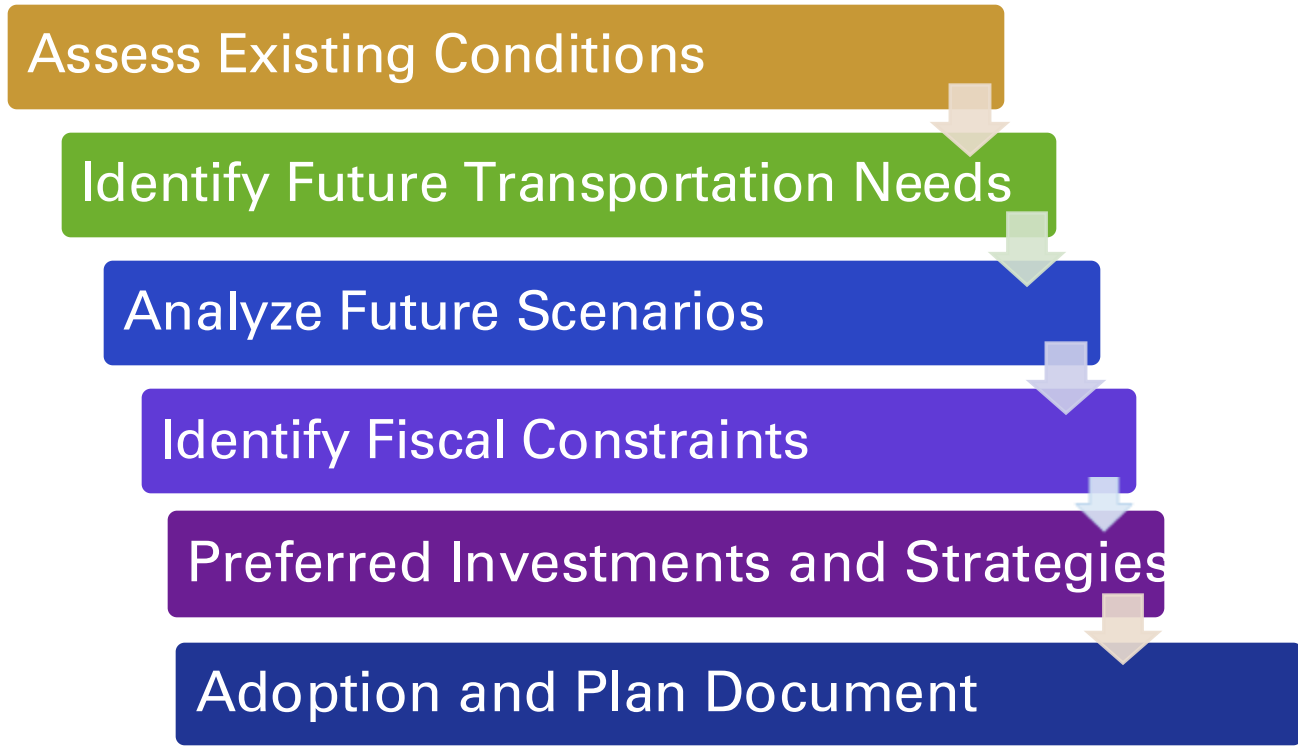 Assess Existing Conditions
Identify Future Transportation Needs
Analyze Future Scenarios
Identify Fiscal Constraints
Preferred Investments and Strategies
Adoption and Plan Document